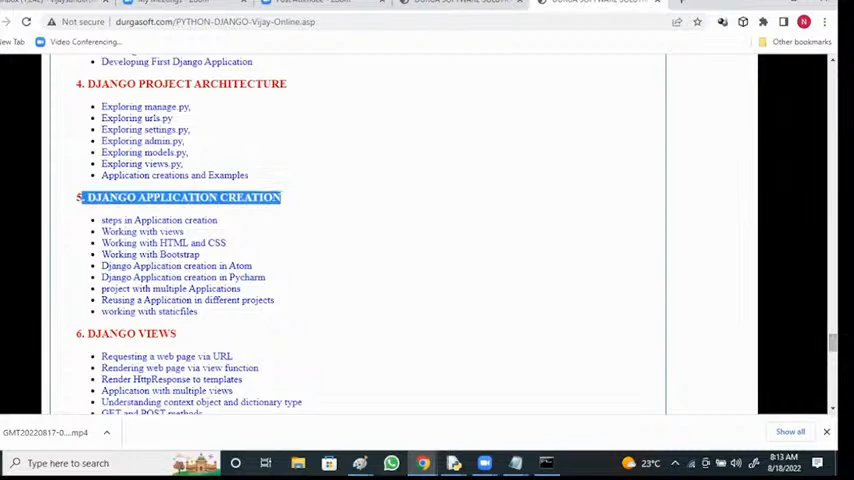 Not secure
durgasoft.com/PYTHON-DJANGO-Vijay-Online.asp
N
New Tab
Video Conferencing...
Other bookmarks
Developing First Django Application
4. DJANGO PROJECT ARCHITECTURE
Exploring manage.py,
Exploring urls.py
Exploring settings.py,
Exploring admin.py,
Exploring models.py,
Exploring views.py,
Application creations and Examples
5. DJANGO APPLICATION CREATION
steps in Application creation
Working with views
Working with HTML and CSS
Working with Bootstrap
Django Application creation in Atom
Django Application creation in Pycharm
project with multiple Applications
Reusing a Application in different projects
working with staticfiles
6. DJANGO VIEWS
Requesting a web page via URL
Rendering web page via view function
Render HttpResponse to templates
Application with multiple views
Understanding context object and dictionary type
GET and POST methods
GMT20220817-0....mp4
Show all
Type here to search
23°C
8:13 AM
8/18/2022